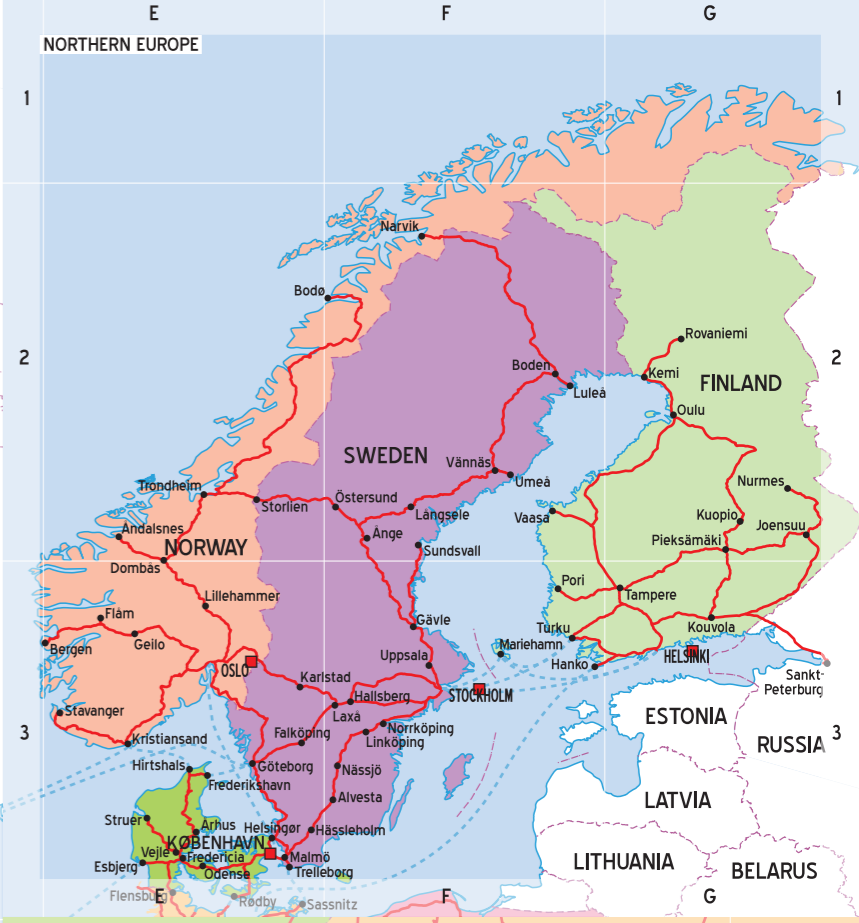 E F G
NORTHERN EUROPE
1 1
Narvik
Bodø
Rovaniemi
2 2
Boden
Kemi
FINLAND
Luleå
Oulu
SWEDEN
Vännäs
Umeå
Trondheim
Nurmes
Storlien
Östersund
Långsele
Vaasa
Kuopio
Joensuu
Åndalsnes
Ånge
Pieksämäki
NORWAY
Sundsvall
Dombås
Pori
Tampere
Lillehammer
Flåm
Gävle
Turku
Kouvola
Bergen
Geilo
Mariehamn
Uppsala
Hanko
HELSINKI
OSLO
Karlstad
Sankt-
Peterburg
Hallsberg
STOCKHOLM
Stavanger
Laxå
ESTONIA
Norrköping
Falköping
Linköping
Kristiansand
3 3
RUSSIA
Hirtshals
Göteborg
Nässjö
Frederikshavn
Alvesta
LATVIA
Struer
Arhus
Helsingør
Hässleholm
KØBENHAVN
Vejle
Fredericia
Malmö
Esbjerg
Odense
Trelleborg
LITHUANIA
BELARUS
Flensburg
E F G
Rødby
Sassnitz